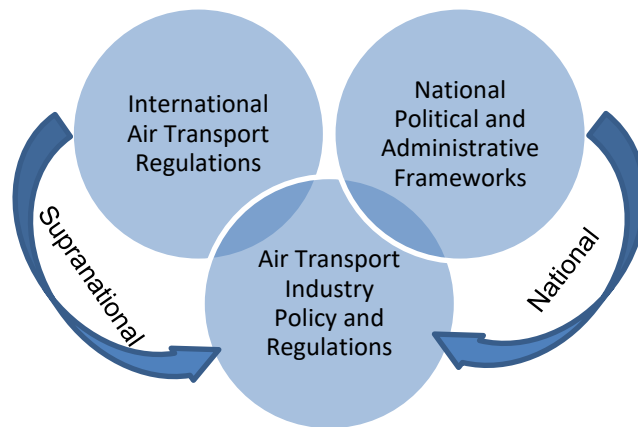 International
Air Transport
Regulations
National
Political and
Administrative
Frameworks
Supranational
National
Air Transport
Industry
Policy and
Regulations